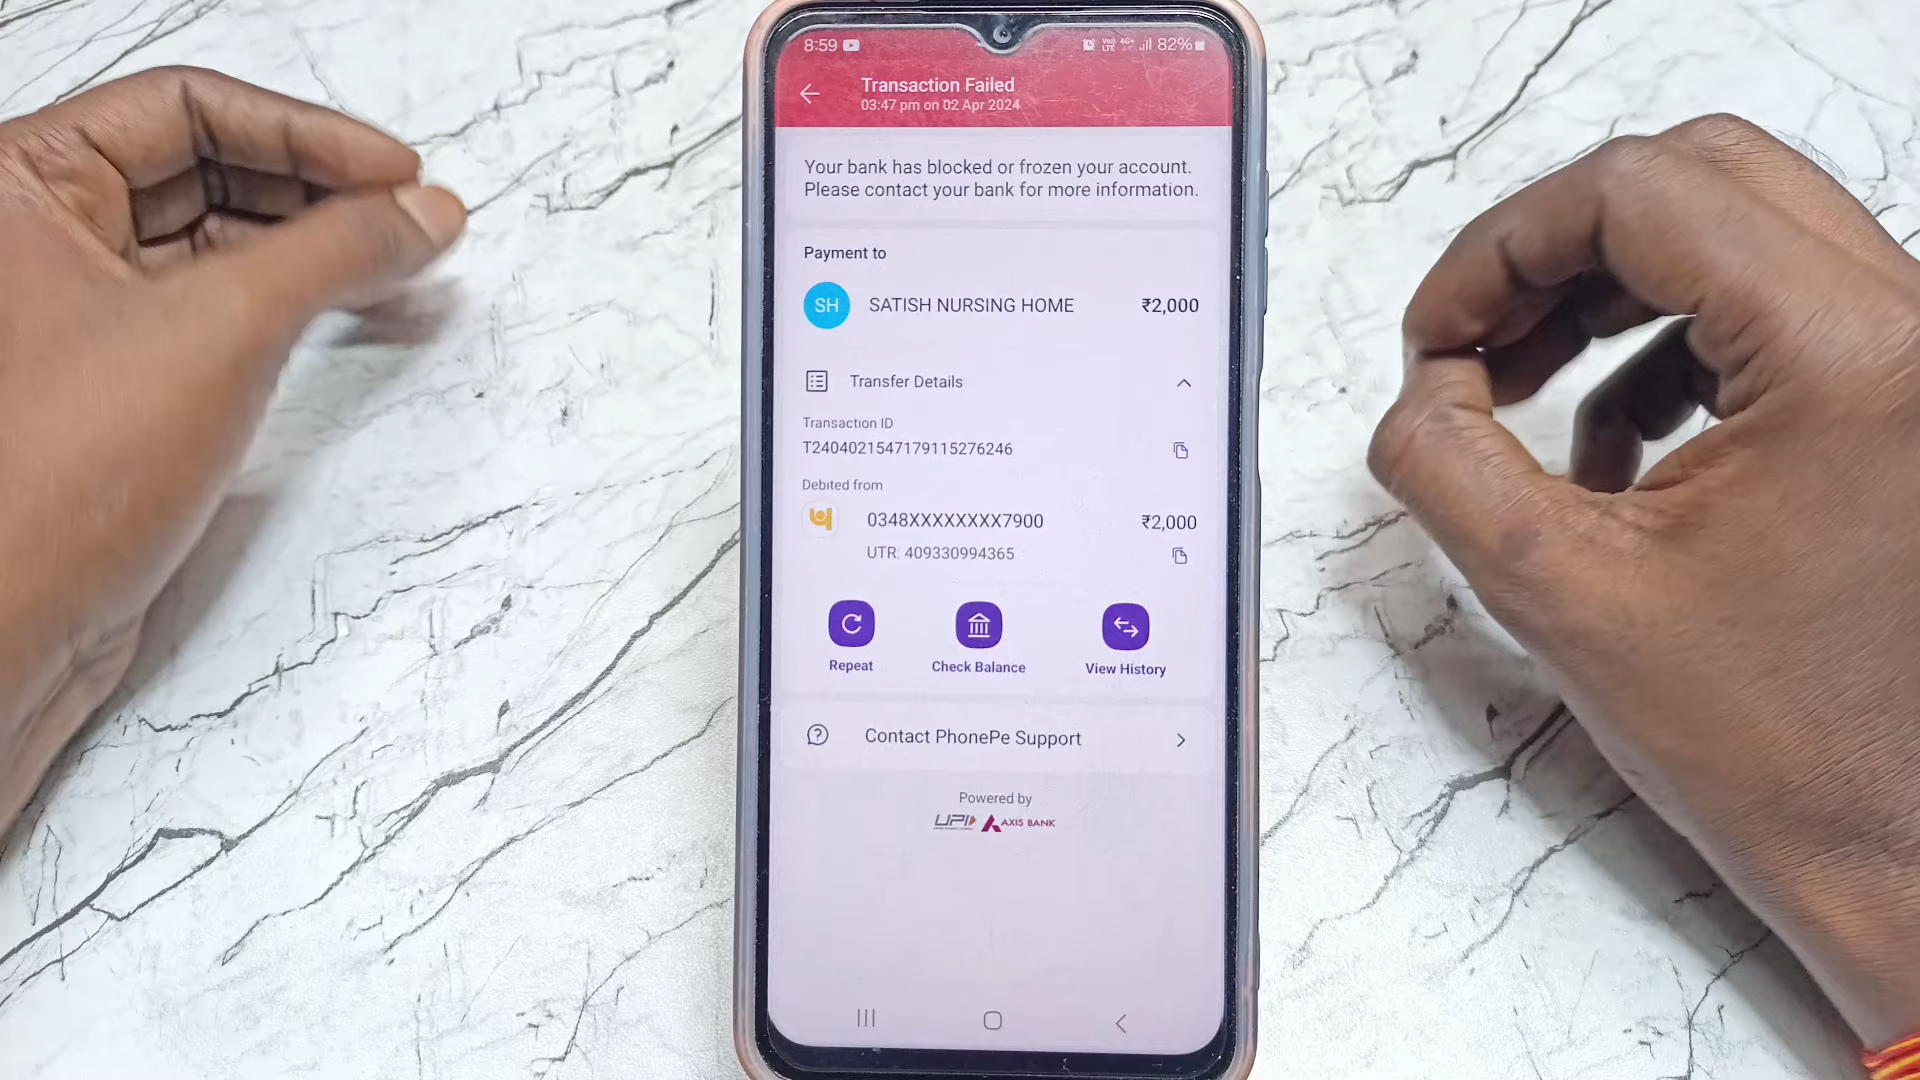 8:59 82%
Transaction Failed
03:47 pm on 02 Apr 2024
Your bank has blocked or frozen your account.
Please contact your bank for more information.
Payment to
SH SATISH NURSING HOME ₹2,000
Transfer Details
Transaction ID
T2404021547179115276246
Debited from
0348XXXXXXXX7900 ₹2,000
UTR: 409330994365
Repeat Check Balance View History
Contact PhonePe Support
Powered by
UPI AXIS BANK